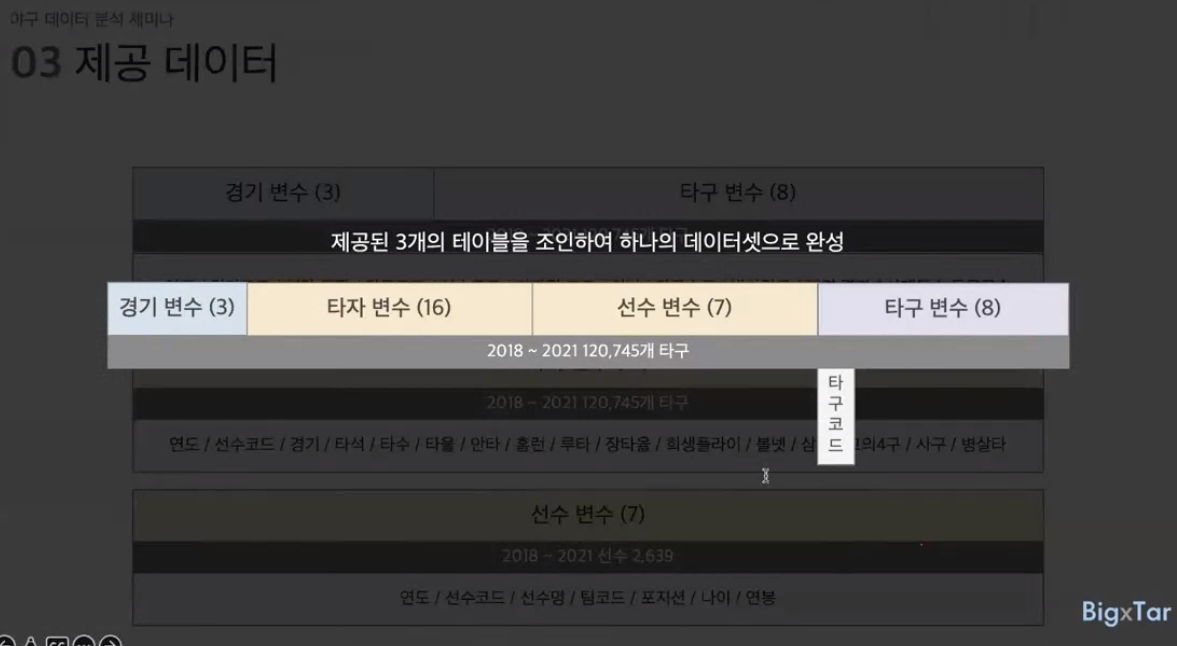 야구 데이터 분석 세미나
03 제공 데이터
경기 변수 (3) 타구 변수 (8)
제공된 3개의 테이블을 조인하여 하나의 데이터셋으로 완성
경기 변수 (3) 타자 변수 (16) 선수 변수 (7) 타구 변수 (8)
2018 ~ 2021 120,745개 타구
타
구
코
드
2018 ~ 2021 120,745개 타구
연도 / 선수코드 / 경기 / 타석 / 타수 / 타율 / 안타 / 홈런 / 루타 / 장타율 / 희생플라이 / 볼넷 / 삼 의4구 / 사구 / 병살타
선수 변수 (7)
2018 ~ 2021 선수 2,639
연도 / 선수코드 / 선수명 / 팀코드 / 포지션 / 나이 / 연봉
BigxTar